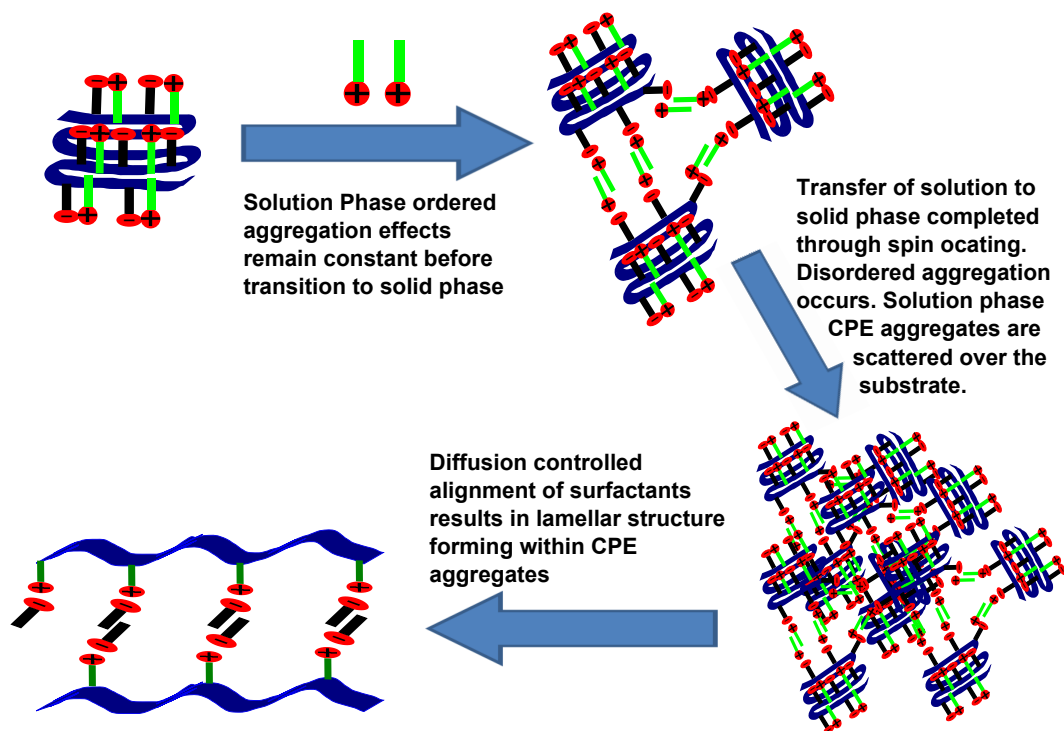 Solution Phase ordered
aggregation effects
remain constant before
transition to solid phase
Transfer of solution to
solid phase completed
through spin ocating.
Disordered aggregation
occurs. Solution phase
CPE aggregates are
scattered over the
substrate.
Diffusion controlled
alignment of surfactants
results in lamellar structure
forming within CPE
aggregates